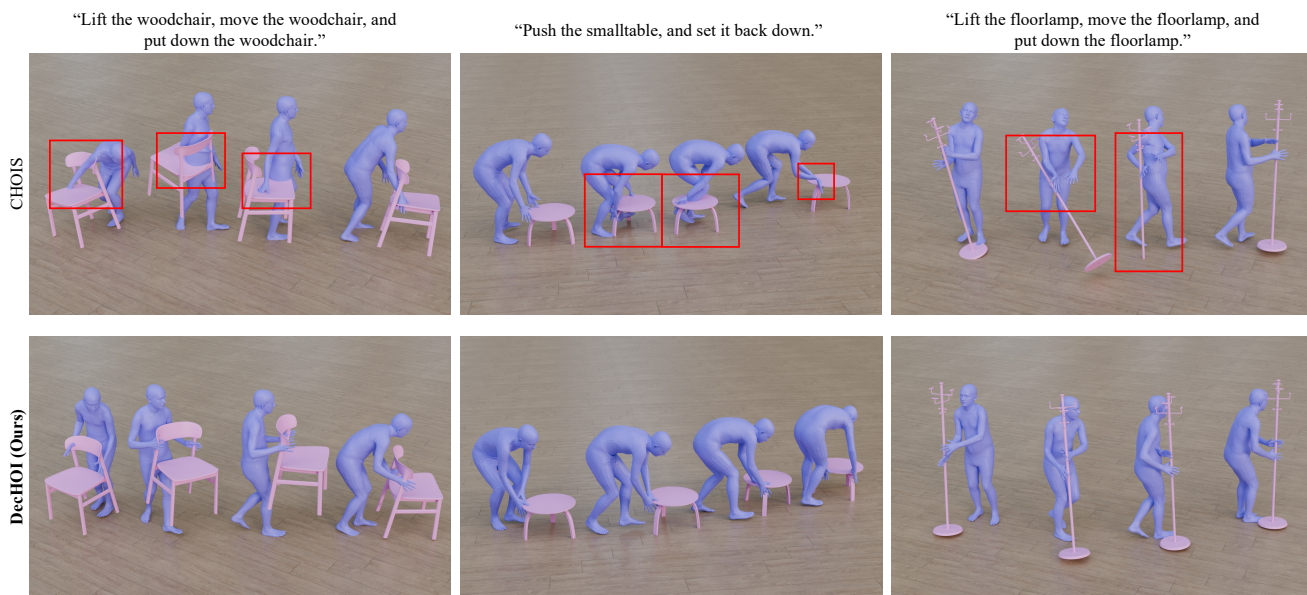 “Lift the woodchair, move the woodchair, and
put down the woodchair.”
“Push the smalltable, and set it back down.”
“Lift the floorlamp, move the floorlamp, and
put down the floorlamp.”
CHOIS
DecHOI (Ours)